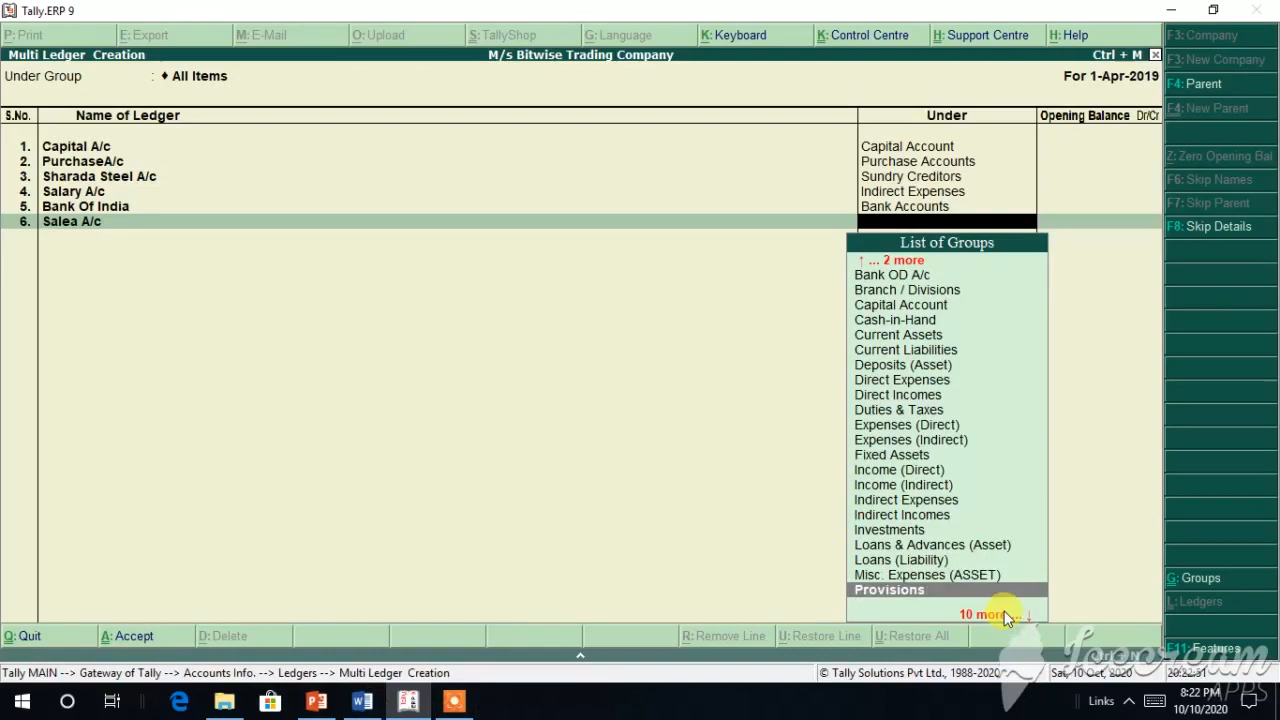 Tally.ERP 9
P: Print E: Export M: E-Mail O: Upload S: TallyShop G: Language K: Keyboard K: Control Centre H: Support Centre H: Help
Multi Ledger Creation M/s Bitwise Trading Company Ctrl + M
Under Group : ♦ All Items For 1-Apr-2019
S.No. Name of Ledger Under Opening Balance Dr/Cr
1. Capital A/c Capital Account
2. PurchaseA/c Purchase Accounts
3. Sharada Steel A/c Sundry Creditors
4. Salary A/c Indirect Expenses
5. Bank Of India Bank Accounts
6. Salea A/c
List of Groups
↑ ... 2 more
Bank OD A/c
Branch / Divisions
Capital Account
Cash-in-Hand
Current Assets
Current Liabilities
Deposits (Asset)
Direct Expenses
Direct Incomes
Duties & Taxes
Expenses (Direct)
Expenses (Indirect)
Fixed Assets
Income (Direct)
Income (Indirect)
Indirect Expenses
Indirect Incomes
Investments
Loans & Advances (Asset)
Loans (Liability)
Misc. Expenses (ASSET)
Provisions
10 more ... ↓
F3: Company
F3: New Company
F4: Parent
F4: New Parent
Z: Zero Opening Bal
F6: Skip Names
F7: Skip Parent
F8: Skip Details
G: Groups
L: Ledgers
F11: Features
Q: Quit A: Accept D: Delete R: Remove Line U: Restore Line U: Restore All
Tally MAIN --> Gateway of Tally --> Accounts Info. --> Ledgers --> Multi Ledger Creation © Tally Solutions Pvt Ltd., 1988-2020 Sat, 10 Oct, 2020 20:22:51
Icecream
APPS
Links 8:22 PM
10/10/2020